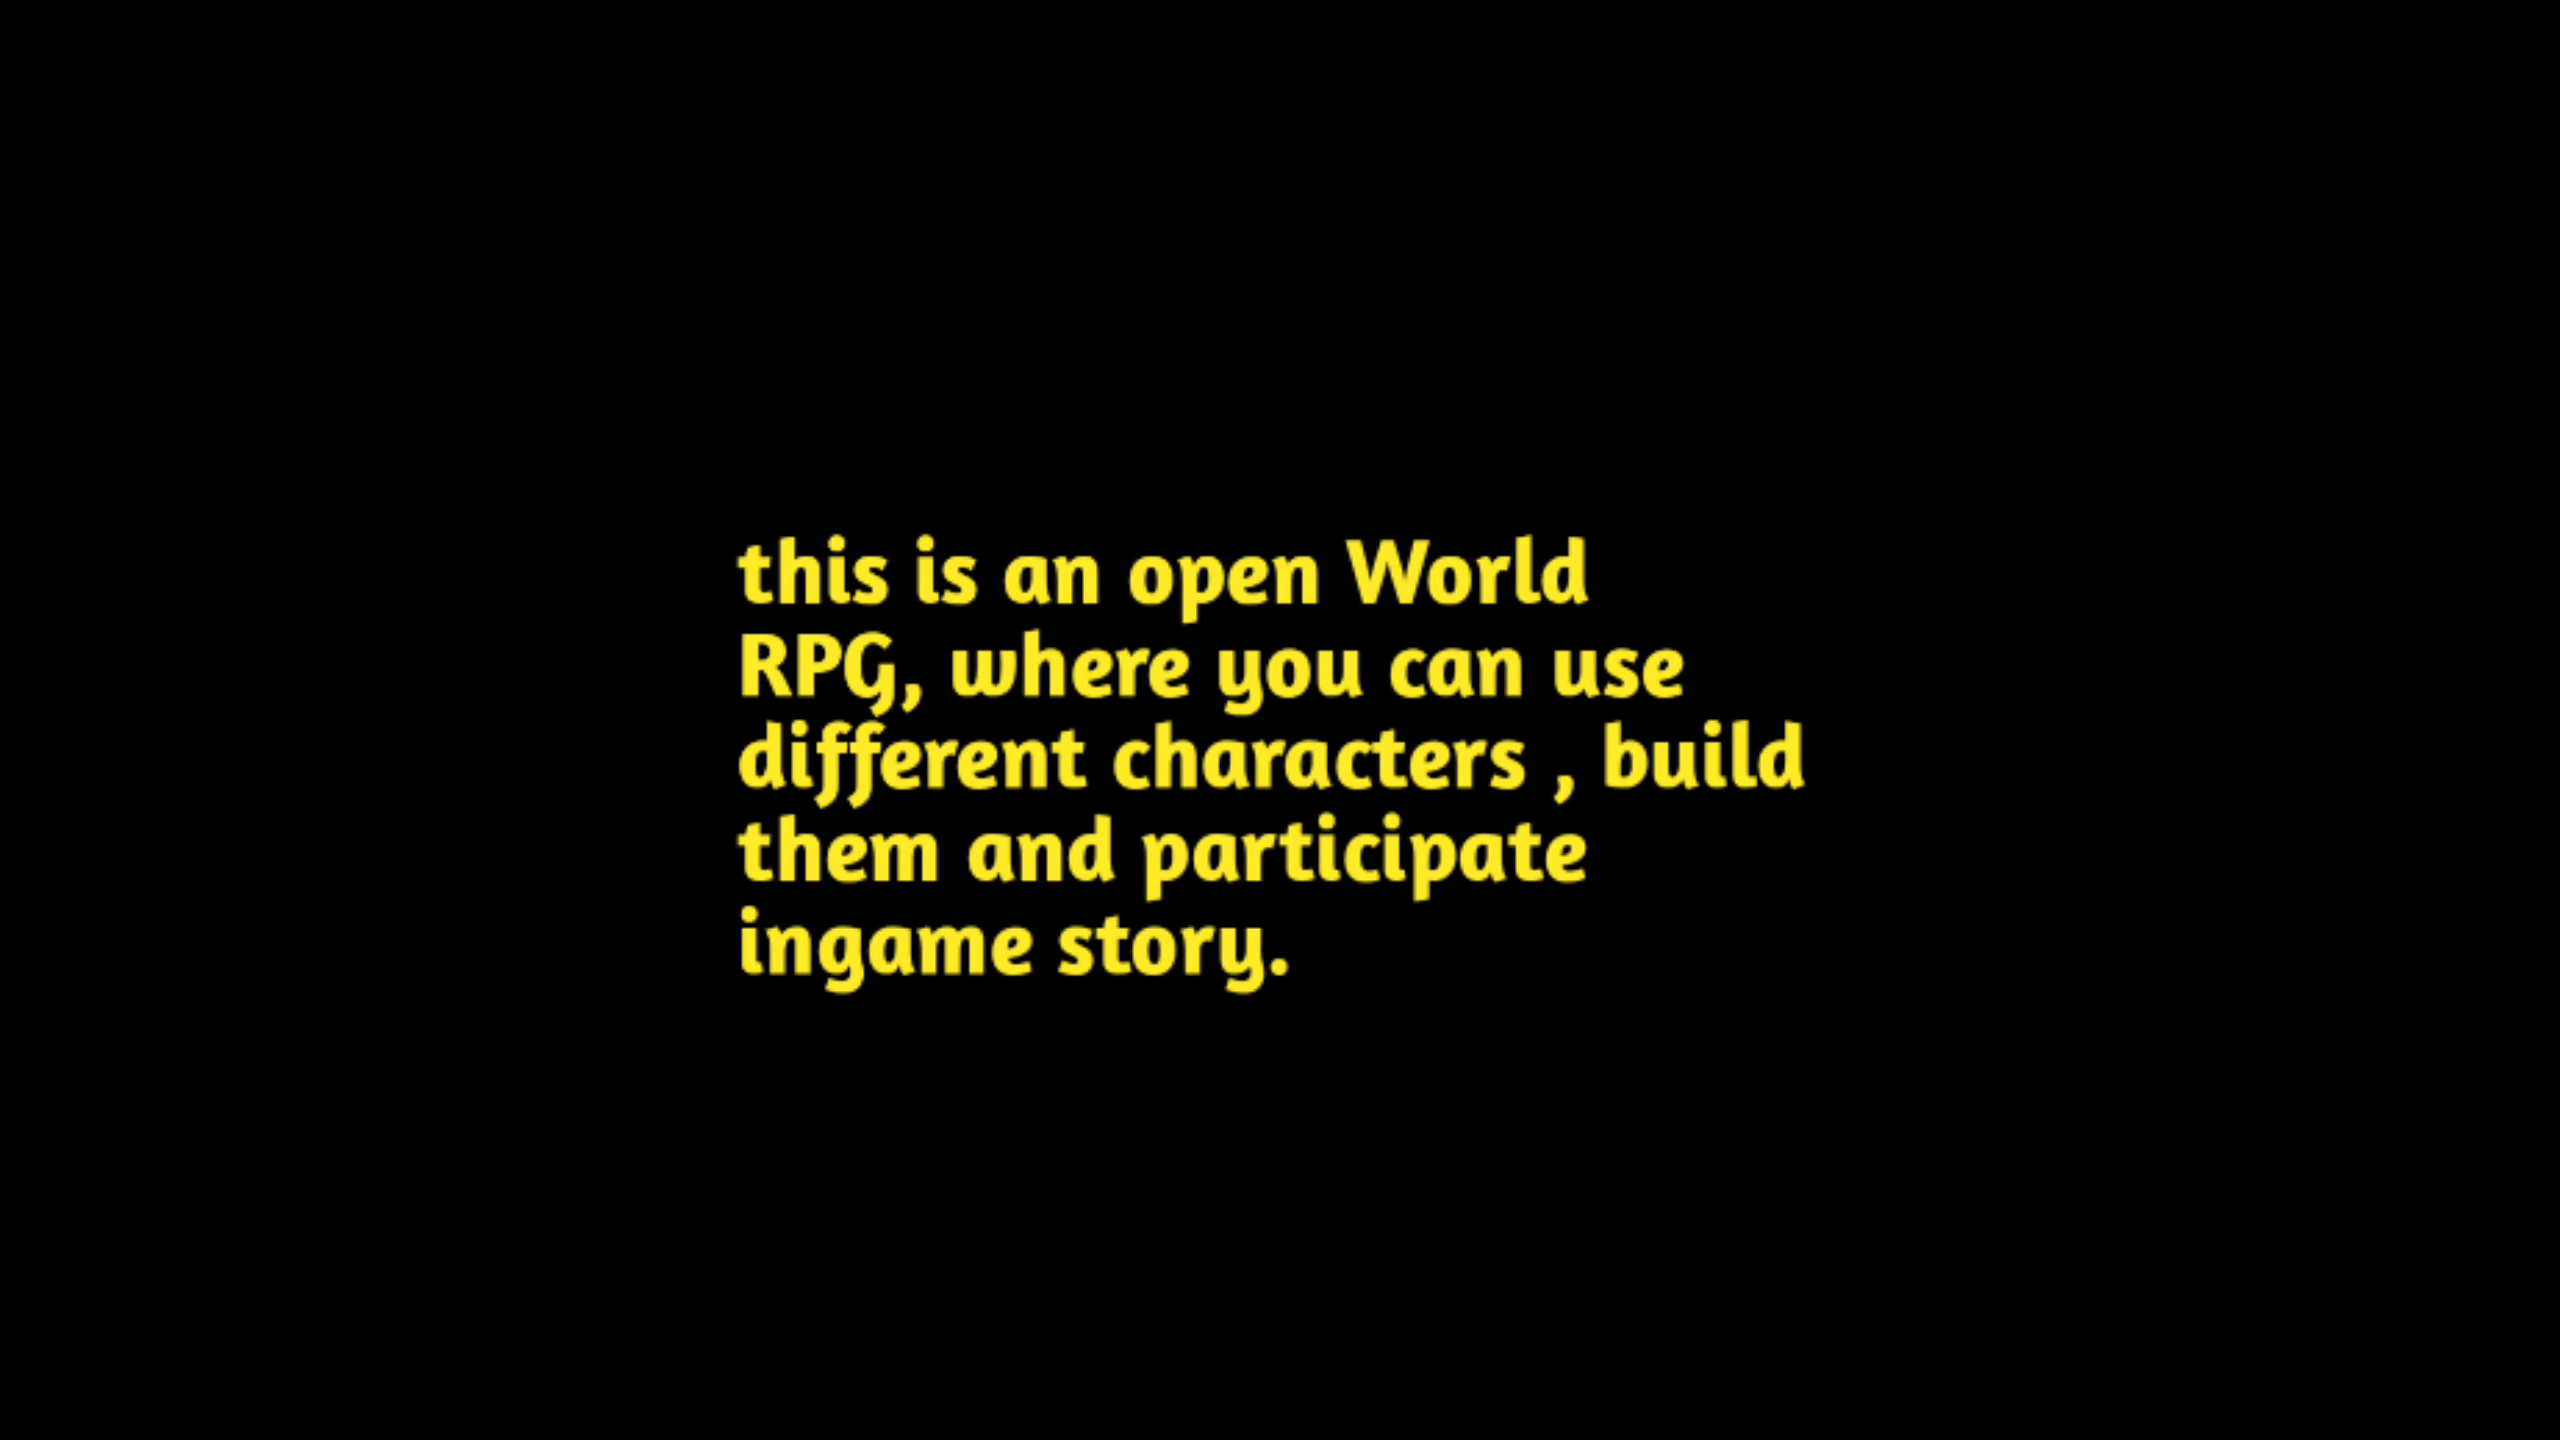 this is an open World
RPG, where you can use
different characters , build
them and participate
ingame story.